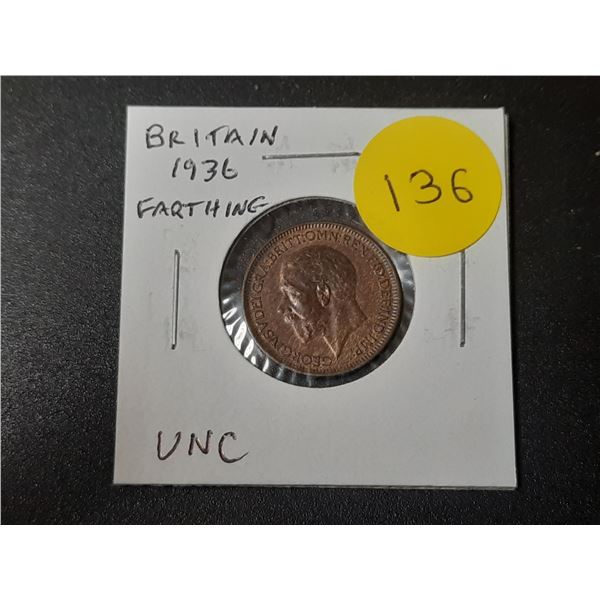 BRITAIN
1936
FARTHING
136
GEORGIVS V DEI GRA:BRITT:OMN:REX FID:DEF:IND:IMP:
UNC